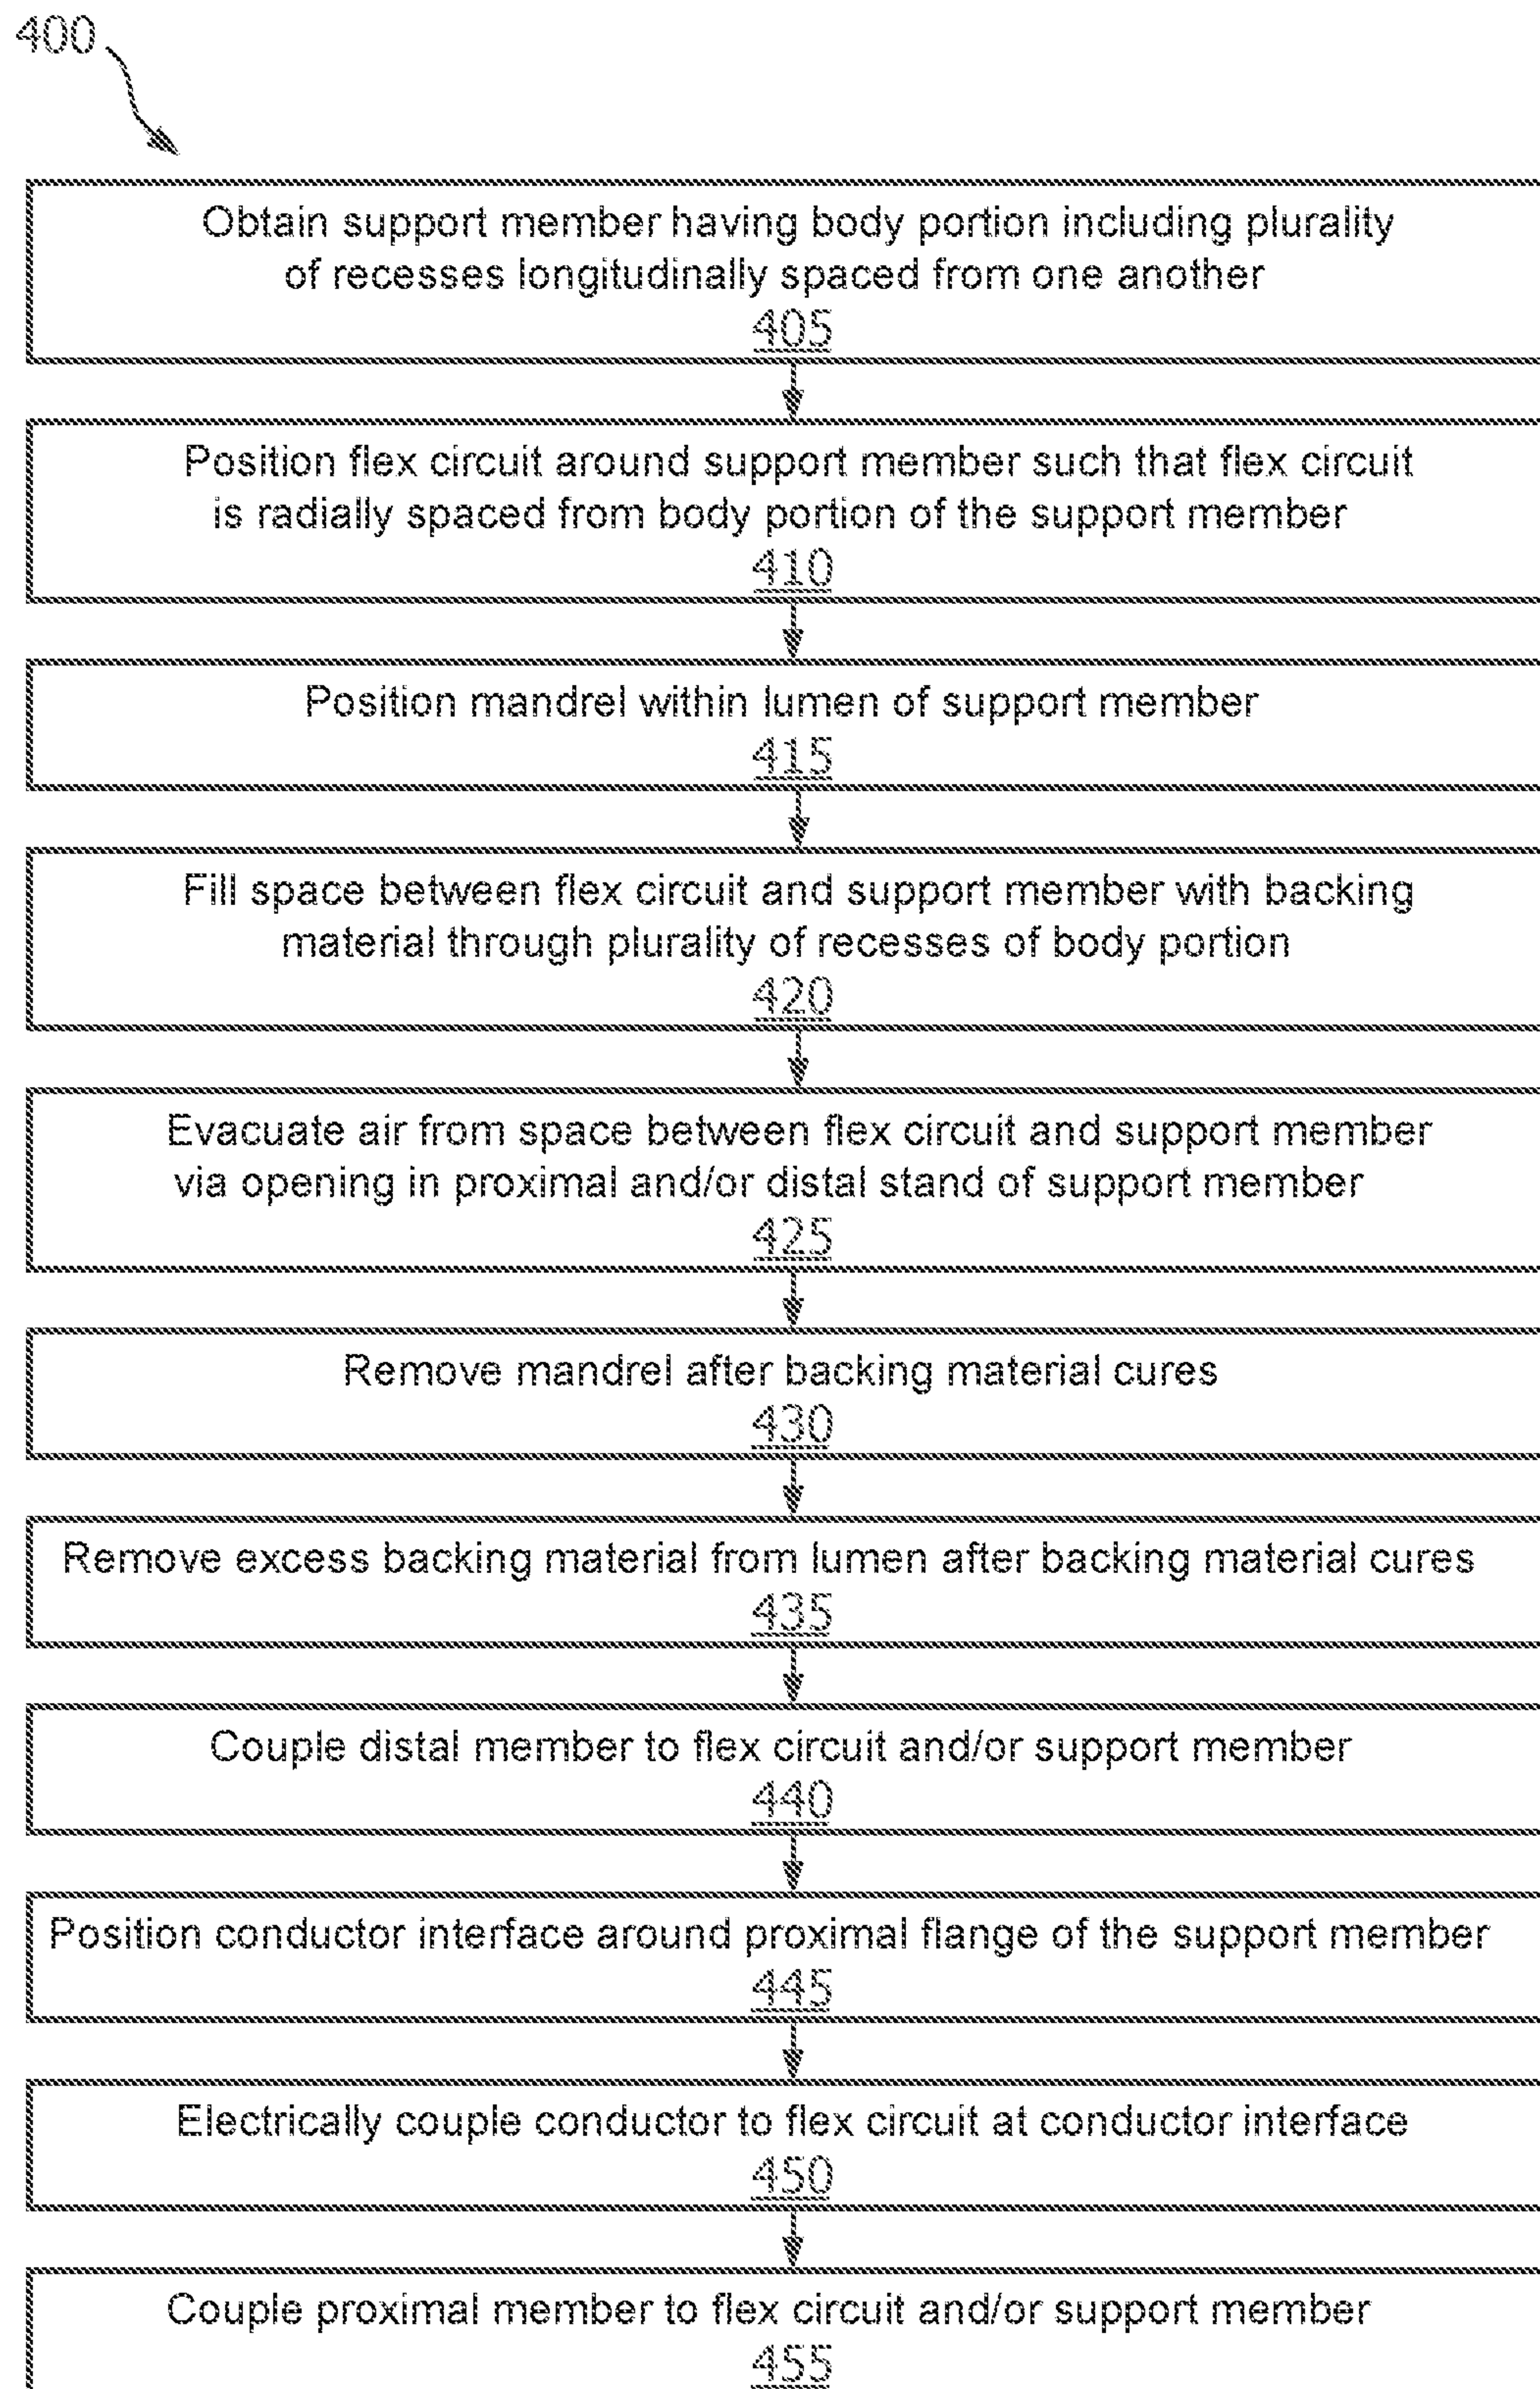 400
Obtain support member having body portion including plurality
of recesses longitudinally spaced from one another
405
Position flex circuit around support member such that flex circuit
is radially spaced from body portion of the support member
410
Position mandrel within lumen of support member
415
Fill space between flex circuit and support member with backing
material through plurality of recesses of body portion
420
Evacuate air from space between flex circuit and support member
via opening in proximal and/or distal stand of support member
425
Remove mandrel after backing material cures
430
Remove excess backing material from lumen after backing material cures
435
Couple distal member to flex circuit and/or support member
440
Position conductor interface around proximal flange of the support member
445
Electrically couple conductor to flex circuit at conductor interface
450
Couple proximal member to flex circuit and/or support member
455